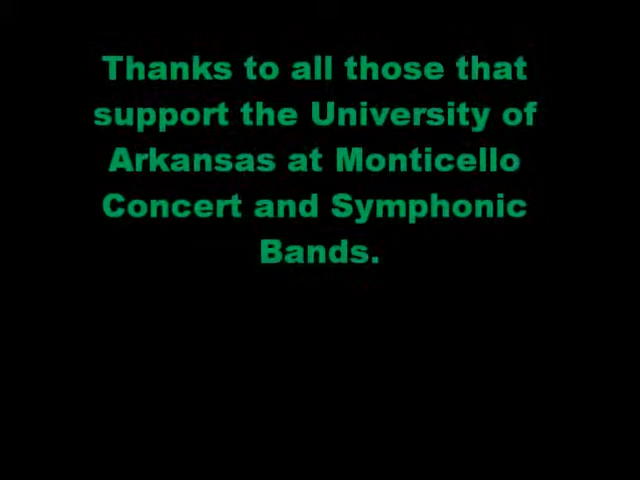 Thanks to all those that
support the University of
Arkansas at Monticello
Concert and Symphonic
Bands.